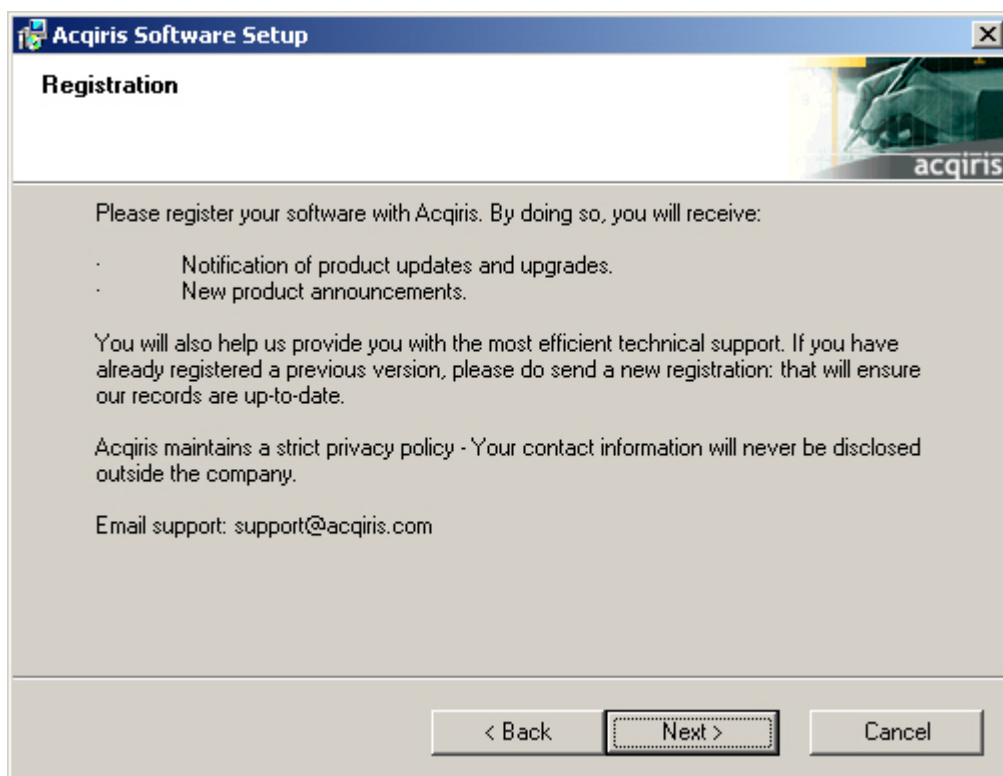 Acqiris Software Setup
Registration
acqiris
Please register your software with Acqiris. By doing so, you will receive:
· Notification of product updates and upgrades.
· New product announcements.
You will also help us provide you with the most efficient technical support. If you have
already registered a previous version, please do send a new registration: that will ensure
our records are up-to-date.
Acqiris maintains a strict privacy policy - Your contact information will never be disclosed
outside the company.
Email support: support@acqiris.com
< Back
Next >
Cancel